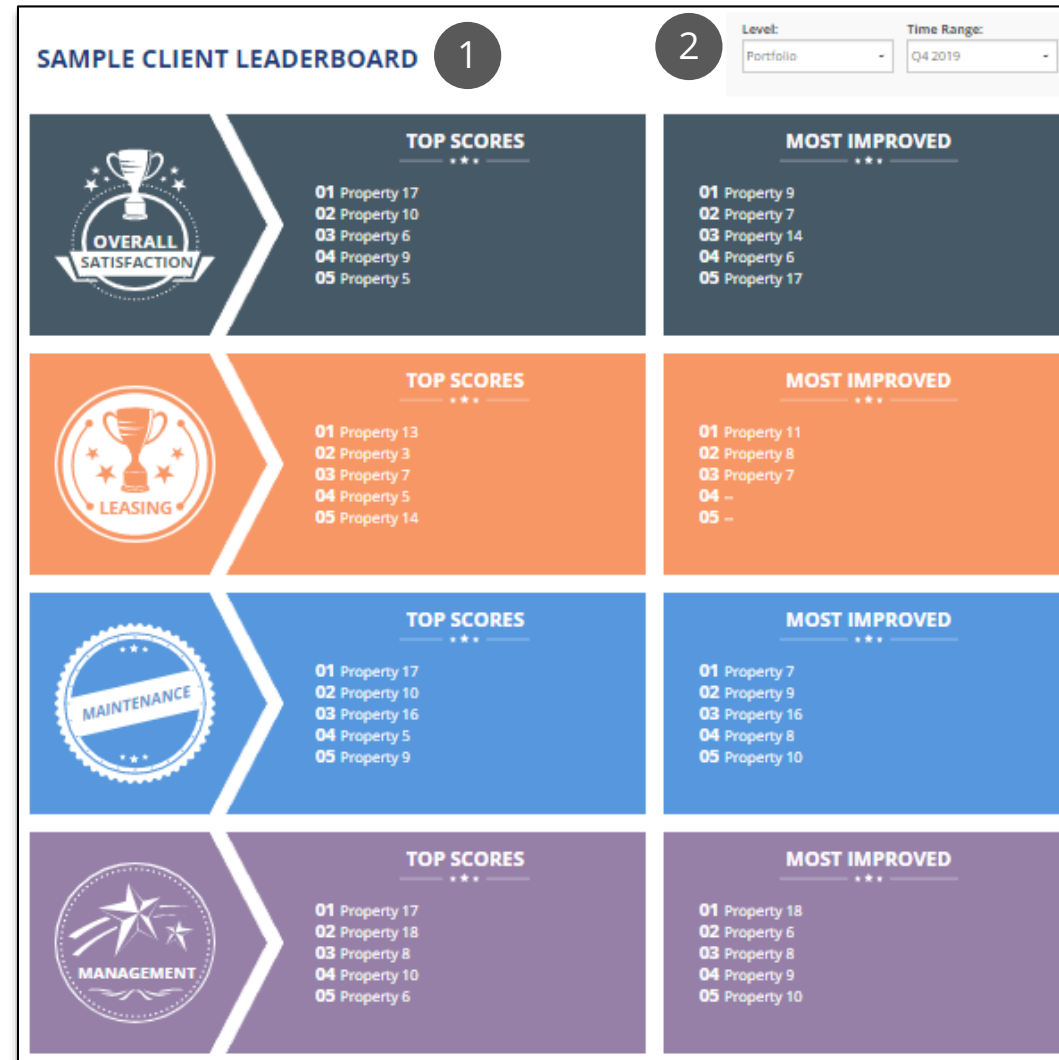 SAMPLE CLIENT LEADERBOARD
1
2
Level:
Time Range:
Portfolio
Q4 2019
OVERALL
SATISFACTION
TOP SCORES
01 Property 17
02 Property 10
03 Property 6
04 Property 9
05 Property 5
MOST IMPROVED
01 Property 9
02 Property 7
03 Property 14
04 Property 6
05 Property 17
LEASING
TOP SCORES
01 Property 13
02 Property 3
03 Property 7
04 Property 5
05 Property 14
MOST IMPROVED
01 Property 11
02 Property 8
03 Property 7
04 --
05 --
MAINTENANCE
TOP SCORES
01 Property 17
02 Property 10
03 Property 16
04 Property 5
05 Property 9
MOST IMPROVED
01 Property 7
02 Property 9
03 Property 16
04 Property 8
05 Property 10
MANAGEMENT
TOP SCORES
01 Property 17
02 Property 18
03 Property 8
04 Property 10
05 Property 6
MOST IMPROVED
01 Property 18
02 Property 6
03 Property 8
04 Property 9
05 Property 10